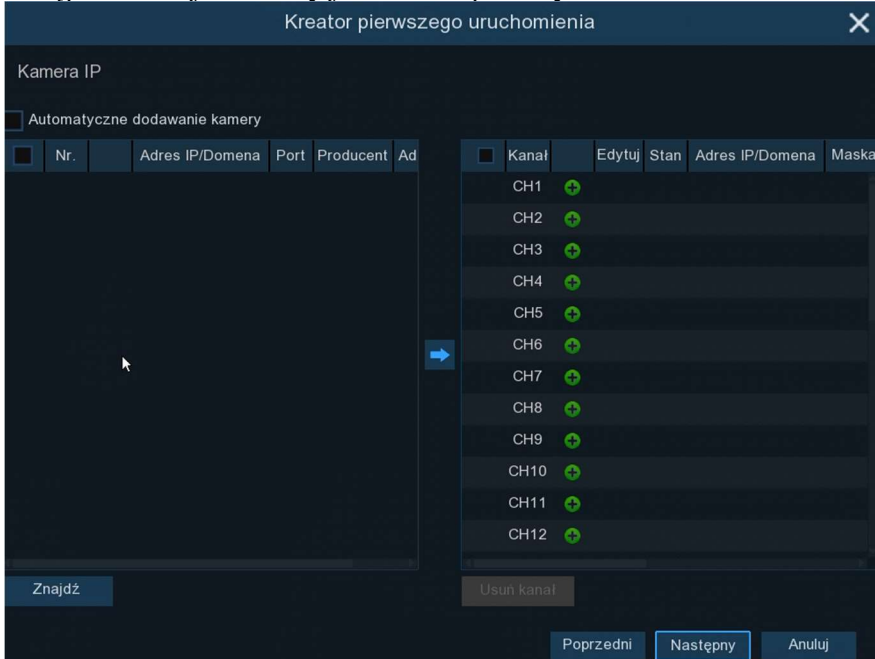 Kreator pierwszego uruchomienia
Kamera IP
Automatyczne dodawanie kamery
Nr. Adres IP/Domena Port Producent Ad
Kanał Edytuj Stan Adres IP/Domena Maska
CH1
CH2
CH3
CH4
CH5
CH6
CH7
CH8
CH9
CH10
CH11
CH12
Znajdź
Usuń kanał
Poprzedni Następny Anuluj